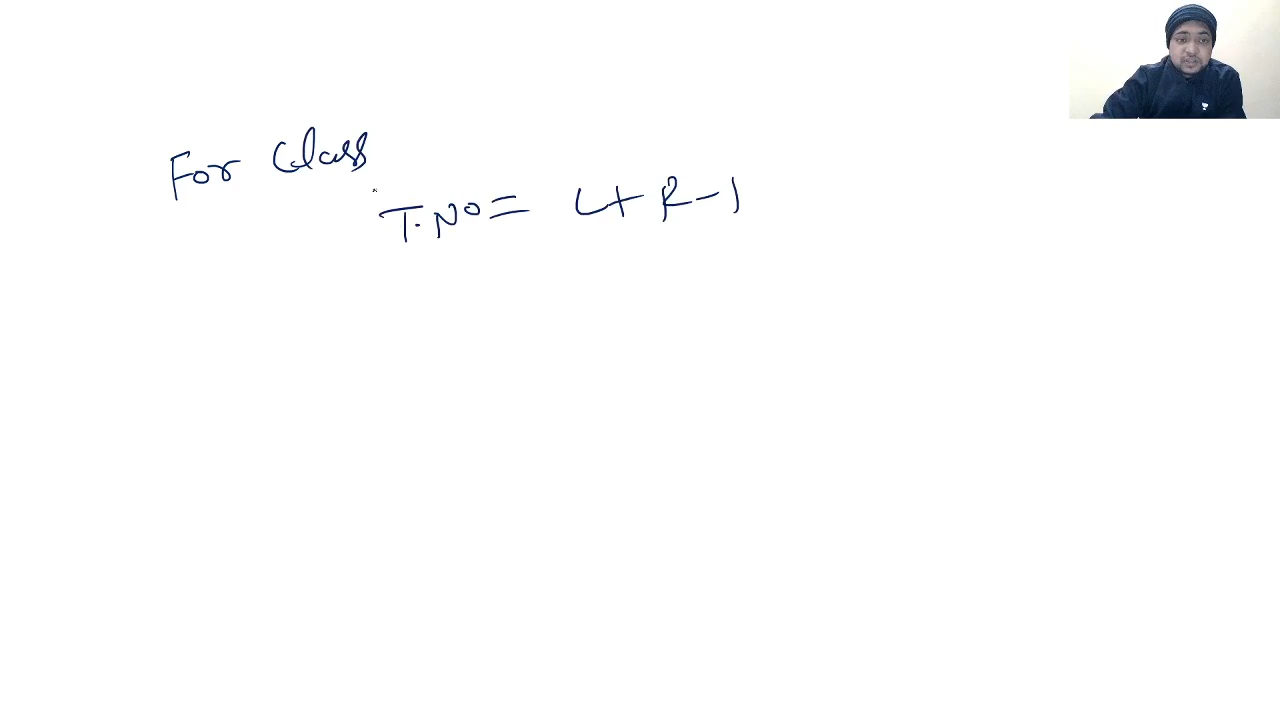 For Class
T.No = L + R - 1